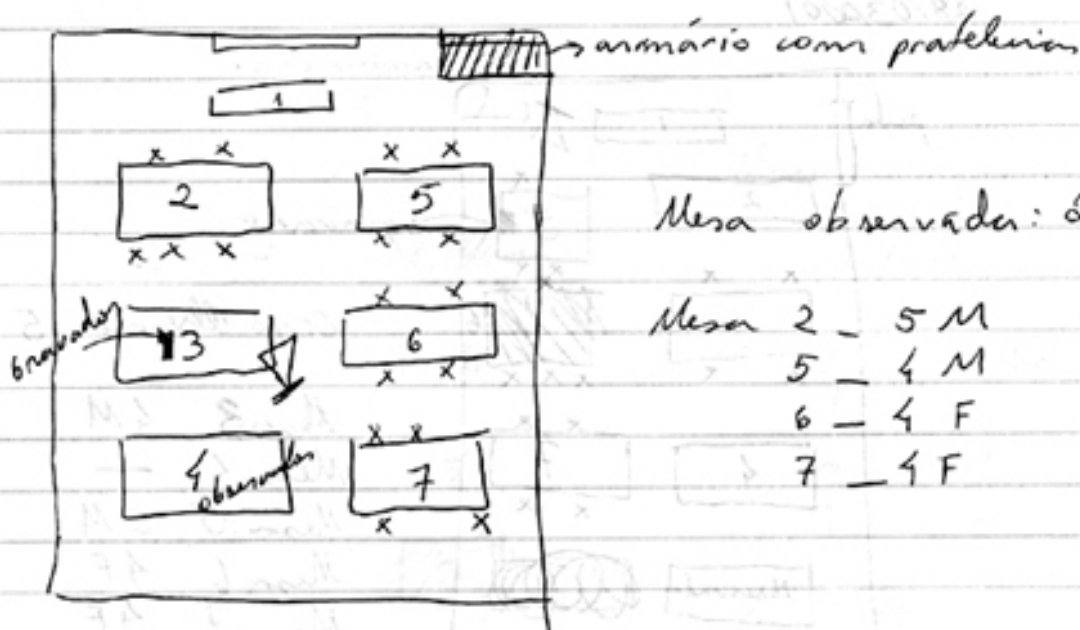 armário com prateleiras
1
2
5
Mesa observada:
gravador
3
6
Mesa 2 _ 5 M
5 _ 4 M
6 _ 4 F
7 _ 4 F
4
observador
7